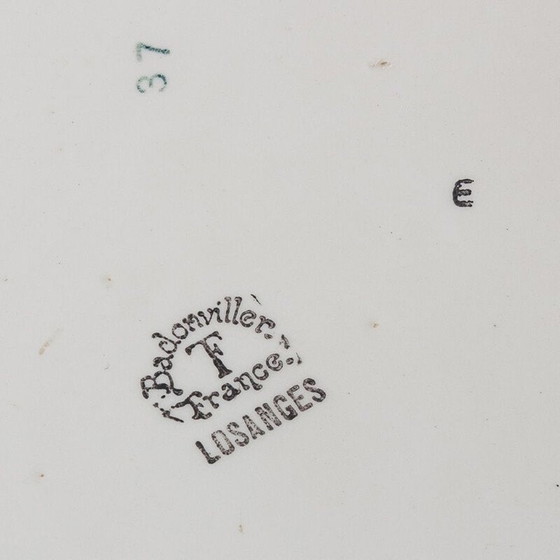 37
E
Badonviller
F
France
LOSANGES